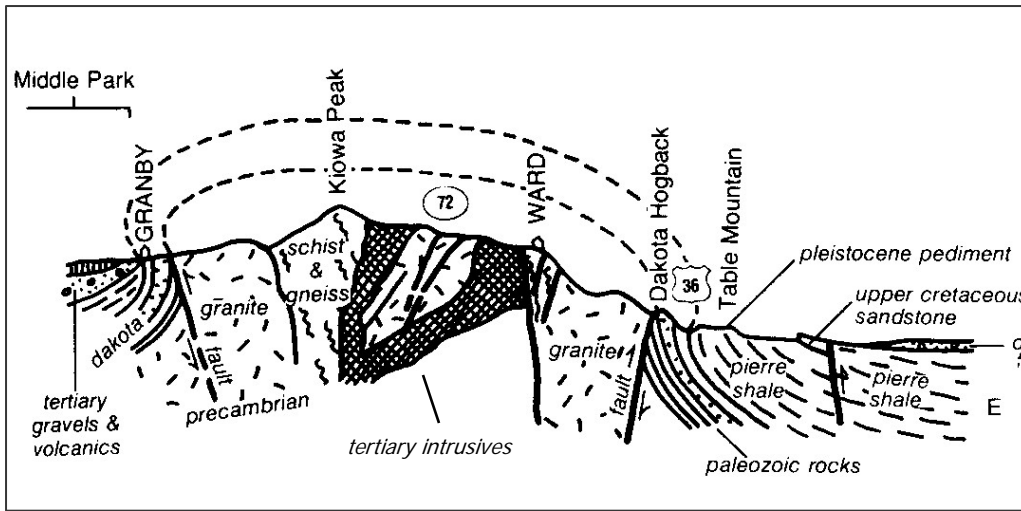 Middle Park
GRANBY
Kiowa Peak
72
WARD
Dakota Hogback
36
Table Mountain
pleistocene pediment
upper cretaceous
sandstone
schist
&
gneiss
granite
dakota
fault
precambrian
granite
fault
pierre
shale
pierre
shale
E
tertiary
gravels &
volcanics
tertiary intrusives
paleozoic rocks